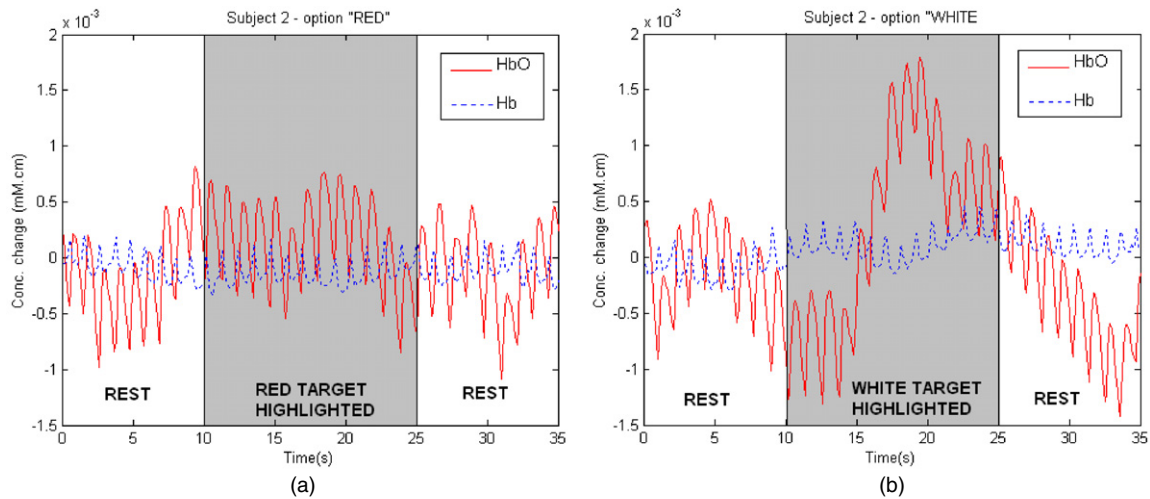 Subject 2 - option "RED"
x 10⁻³
2
1.5
1
0.5
0
-0.5
-1
-1.5
Conc. change (mM.cm)
HbO
Hb
REST
RED TARGET
HIGHLIGHTED
REST
0 5 10 15 20 25 30 35
Time(s)
(a)
Subject 2 - option "WHITE
x 10⁻³
2
1.5
1
0.5
0
-0.5
-1
-1.5
Conc. change (mM.cm)
HbO
Hb
REST
WHITE TARGET
HIGHLIGHTED
REST
0 5 10 15 20 25 30 35
Time(s)
(b)